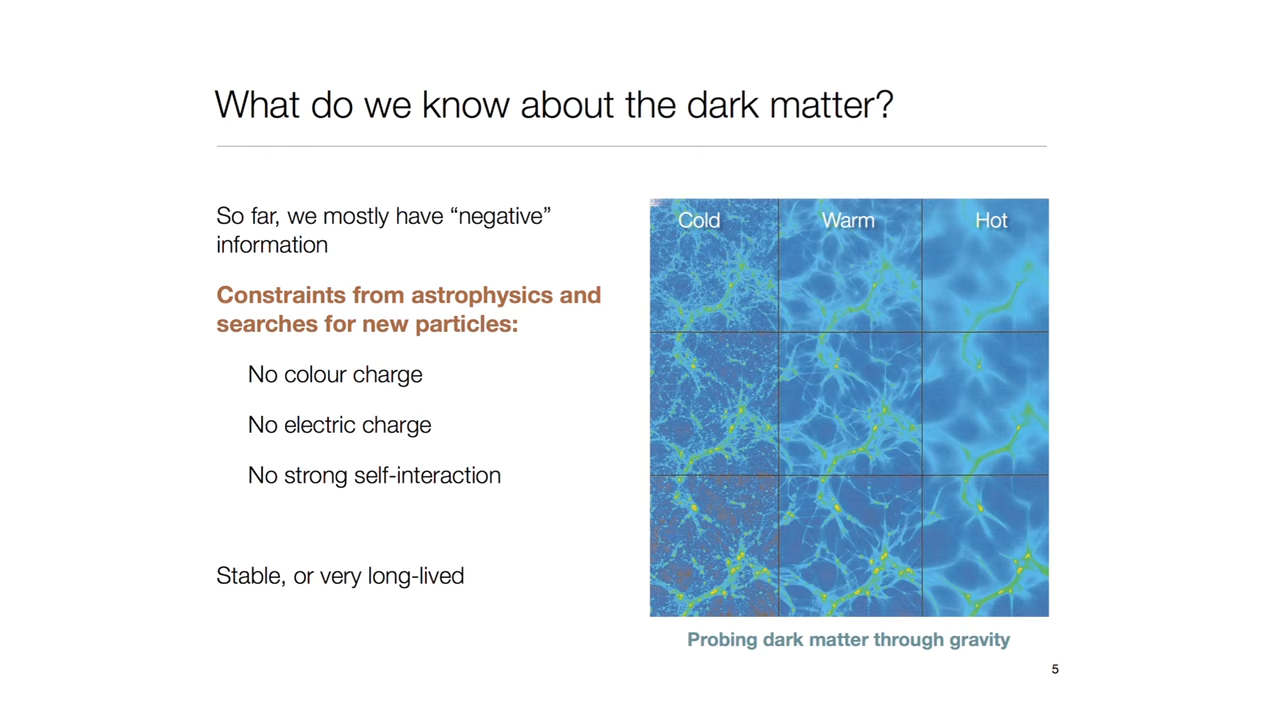 What do we know about the dark matter?
So far, we mostly have “negative”
information
Constraints from astrophysics and
searches for new particles:
No colour charge
No electric charge
No strong self-interaction
Stable, or very long-lived
Cold
Warm
Hot
Probing dark matter through gravity
5